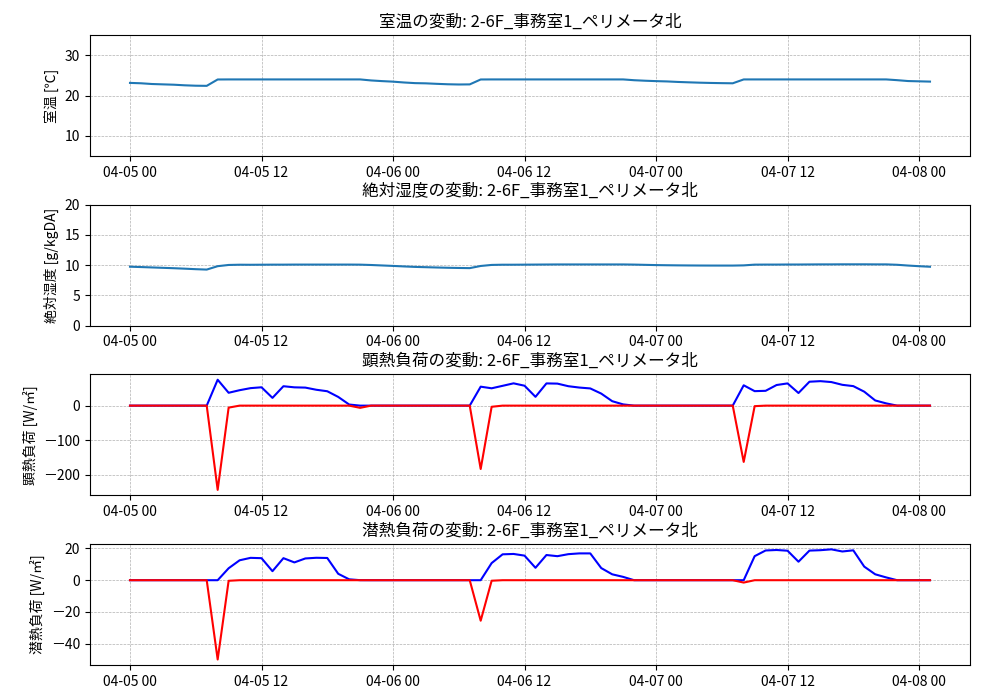 室温の変動: 2-6F_事務室1_ペリメータ北
室温 [℃]
30
20
10
04-05 00 04-05 12 04-06 00 04-06 12 04-07 00 04-07 12 04-08 00
絶対湿度の変動: 2-6F_事務室1_ペリメータ北
絶対湿度 [g/kgDA]
20
15
10
5
0
04-05 00 04-05 12 04-06 00 04-06 12 04-07 00 04-07 12 04-08 00
顕熱負荷の変動: 2-6F_事務室1_ペリメータ北
顕熱負荷 [W/㎡]
0
−100
−200
04-05 00 04-05 12 04-06 00 04-06 12 04-07 00 04-07 12 04-08 00
潜熱負荷の変動: 2-6F_事務室1_ペリメータ北
潜熱負荷 [W/㎡]
20
0
−20
−40
04-05 00 04-05 12 04-06 00 04-06 12 04-07 00 04-07 12 04-08 00